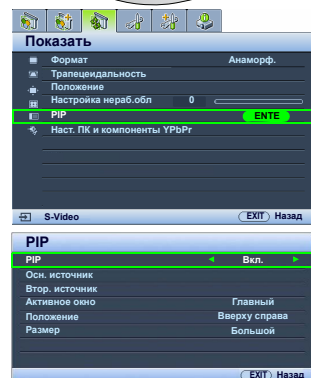 Показать
Формат Анаморф.
Трапецеидальность
Положение
Настройка нераб.обл 0
PIP ENTE
Наст. ПК и компоненты YPbPr
S-Video EXIT Назад
PIP
PIP Вкл.
Осн. источник
Втор. источник
Активное окно Главный
Положение Вверху справа
Размер Большой
EXIT Назад